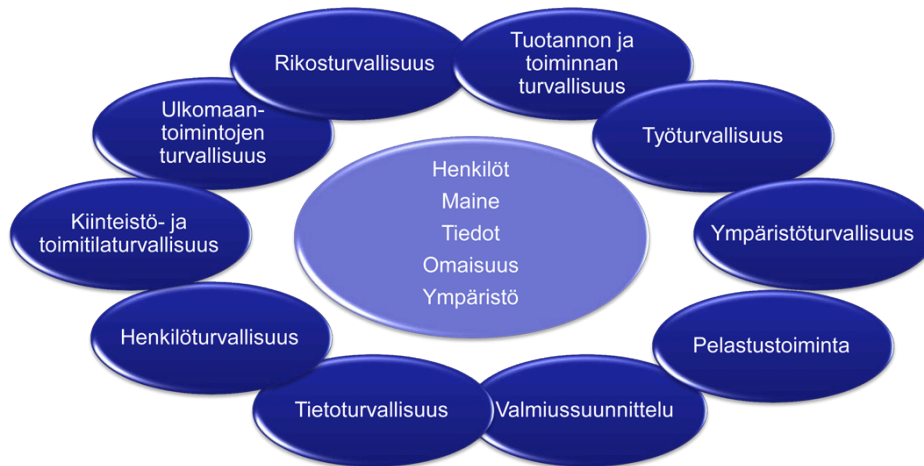 Rikosturvallisuus
Tuotannon ja
toiminnan
turvallisuus
Ulkomaan-
toimintojen
turvallisuus
Työturvallisuus
Henkilöt
Maine
Tiedot
Omaisuus
Ympäristö
Kiinteistö- ja
toimitilaturvallisuus
Ympäristöturvallisuus
Henkilöturvallisuus
Pelastustoiminta
Tietoturvallisuus
Valmiussuunnittelu